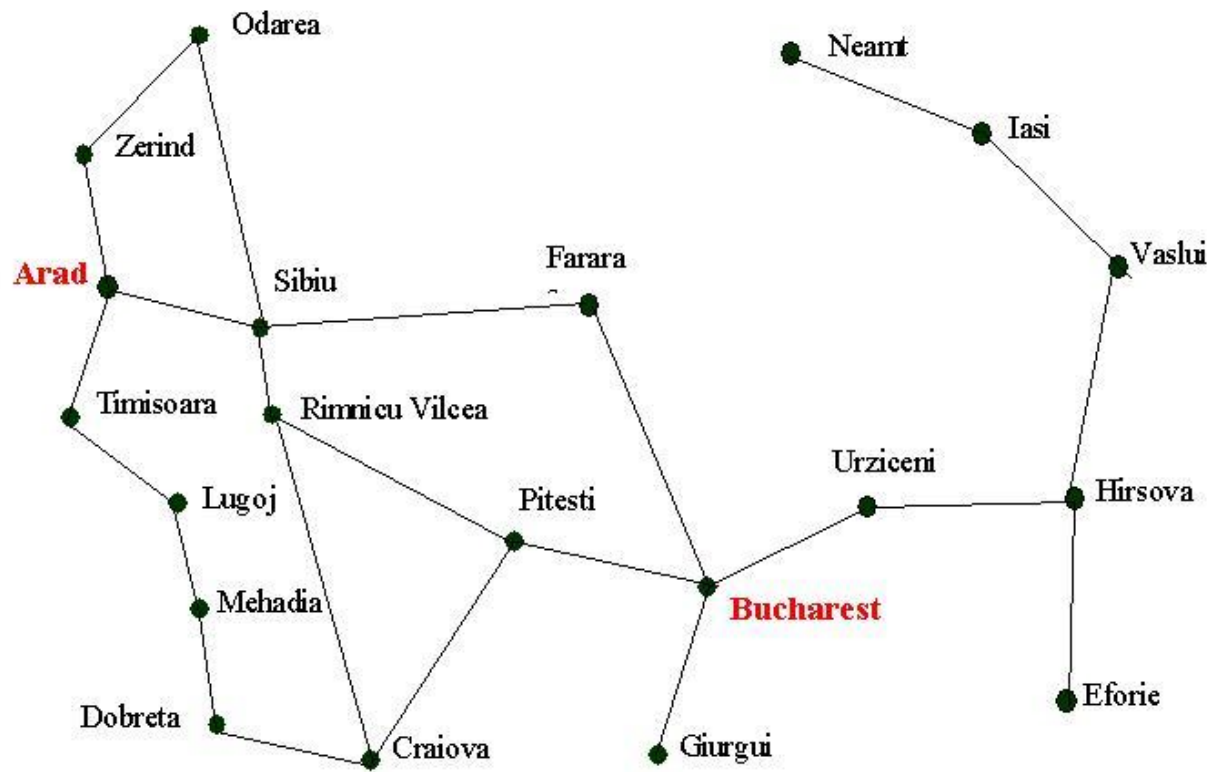 Odarea
Neamt
Zerind
Iasi
Arad
Sibiu
Farara
Vaslui
Timisoara
Rimnicu Vilcea
Urziceni
Lugoj
Pitesti
Hirsova
Mehadia
Bucharest
Dobreta
Craiova
Giurgui
Eforie